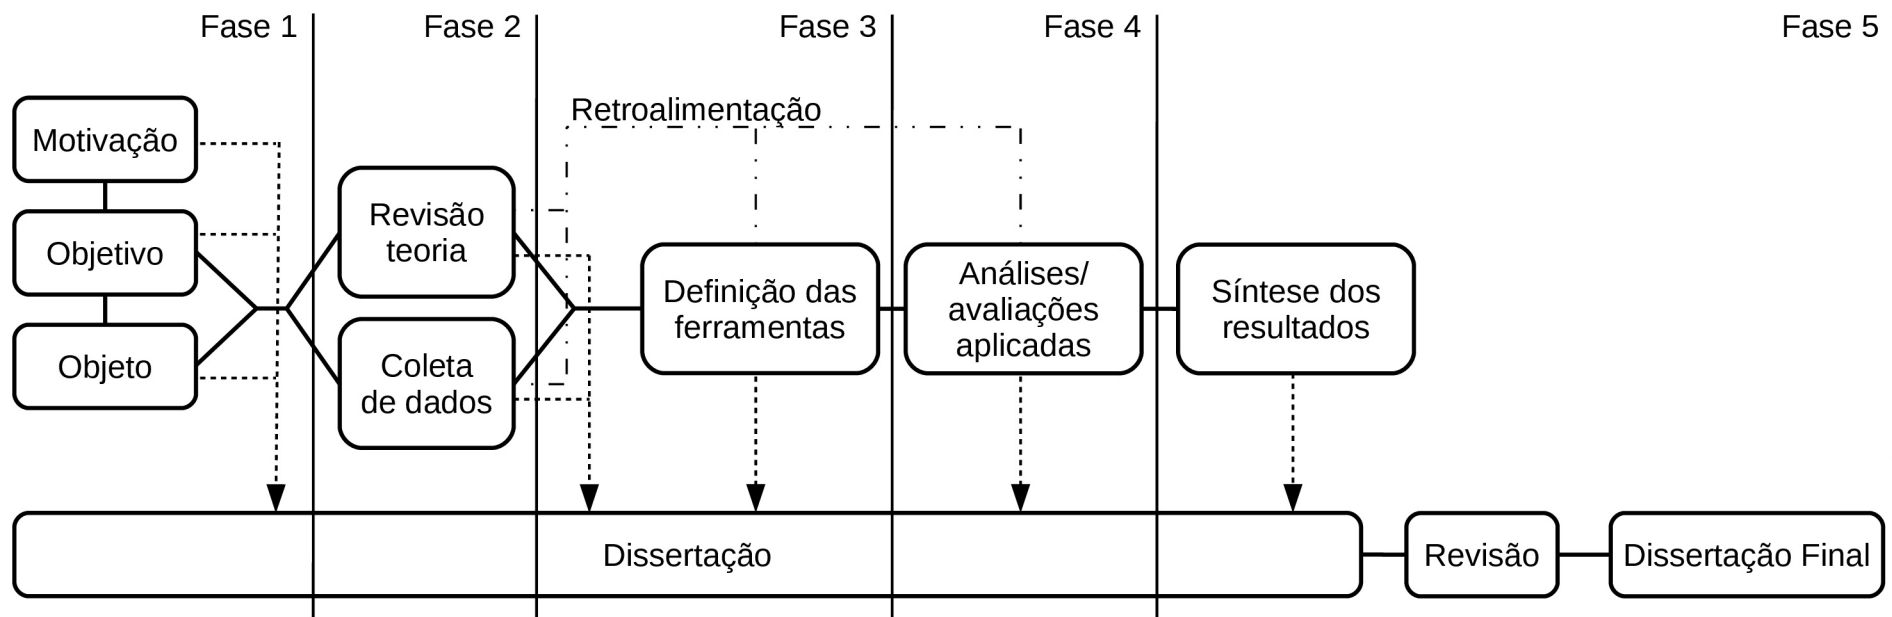 Fase 1
Fase 2
Fase 3
Fase 4
Fase 5
Retroalimentação
Motivação
Objetivo
Objeto
Revisão
teoria
Coleta
de dados
Definição das
ferramentas
Análises/
avaliações
aplicadas
Síntese dos
resultados
Dissertação
Revisão
Dissertação Final